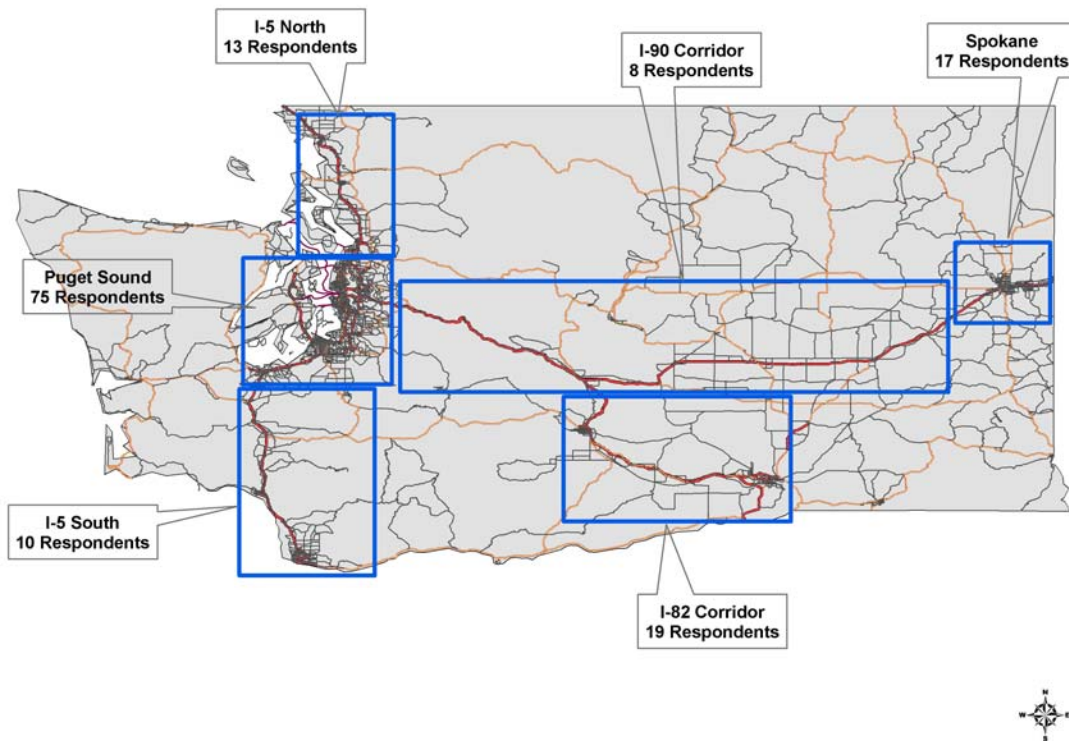 I-5 North
13 Respondents
I-90 Corridor
8 Respondents
Spokane
17 Respondents
Puget Sound
75 Respondents
I-5 South
10 Respondents
I-82 Corridor
19 Respondents
N
W
E
S